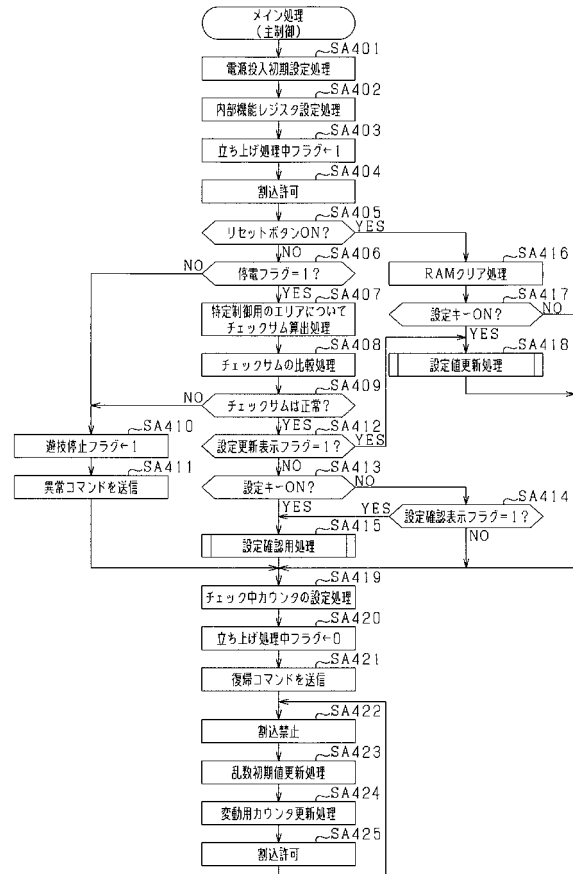 メイン処理
(主制御)
SA401
電源投入初期設定処理
SA402
内部機能レジスタ設定処理
SA403
立ち上げ処理中フラグ←1
SA404
割込許可
SA405
リセットボタンON?
YES
NO
SA406
停電フラグ=1?
NO
YES
SA407
特定制御用のエリアについて
チェックサム算出処理
SA408
チェックサムの比較処理
SA409
チェックサムは正常?
NO
YES
SA410
遊技停止フラグ←1
SA411
異常コマンドを送信
SA412
設定更新表示フラグ=1?
YES
NO
SA413
設定キーON?
NO
YES
SA414
設定確認表示フラグ=1?
YES
NO
SA415
設定確認用処理
SA416
RAMクリア処理
SA417
設定キーON?
NO
YES
SA418
設定値更新処理
SA419
チェック中カウンタの設定処理
SA420
立ち上げ処理中フラグ←0
SA421
復帰コマンドを送信
SA422
割込禁止
SA423
乱数初期値更新処理
SA424
変動用カウンタ更新処理
SA425
割込許可